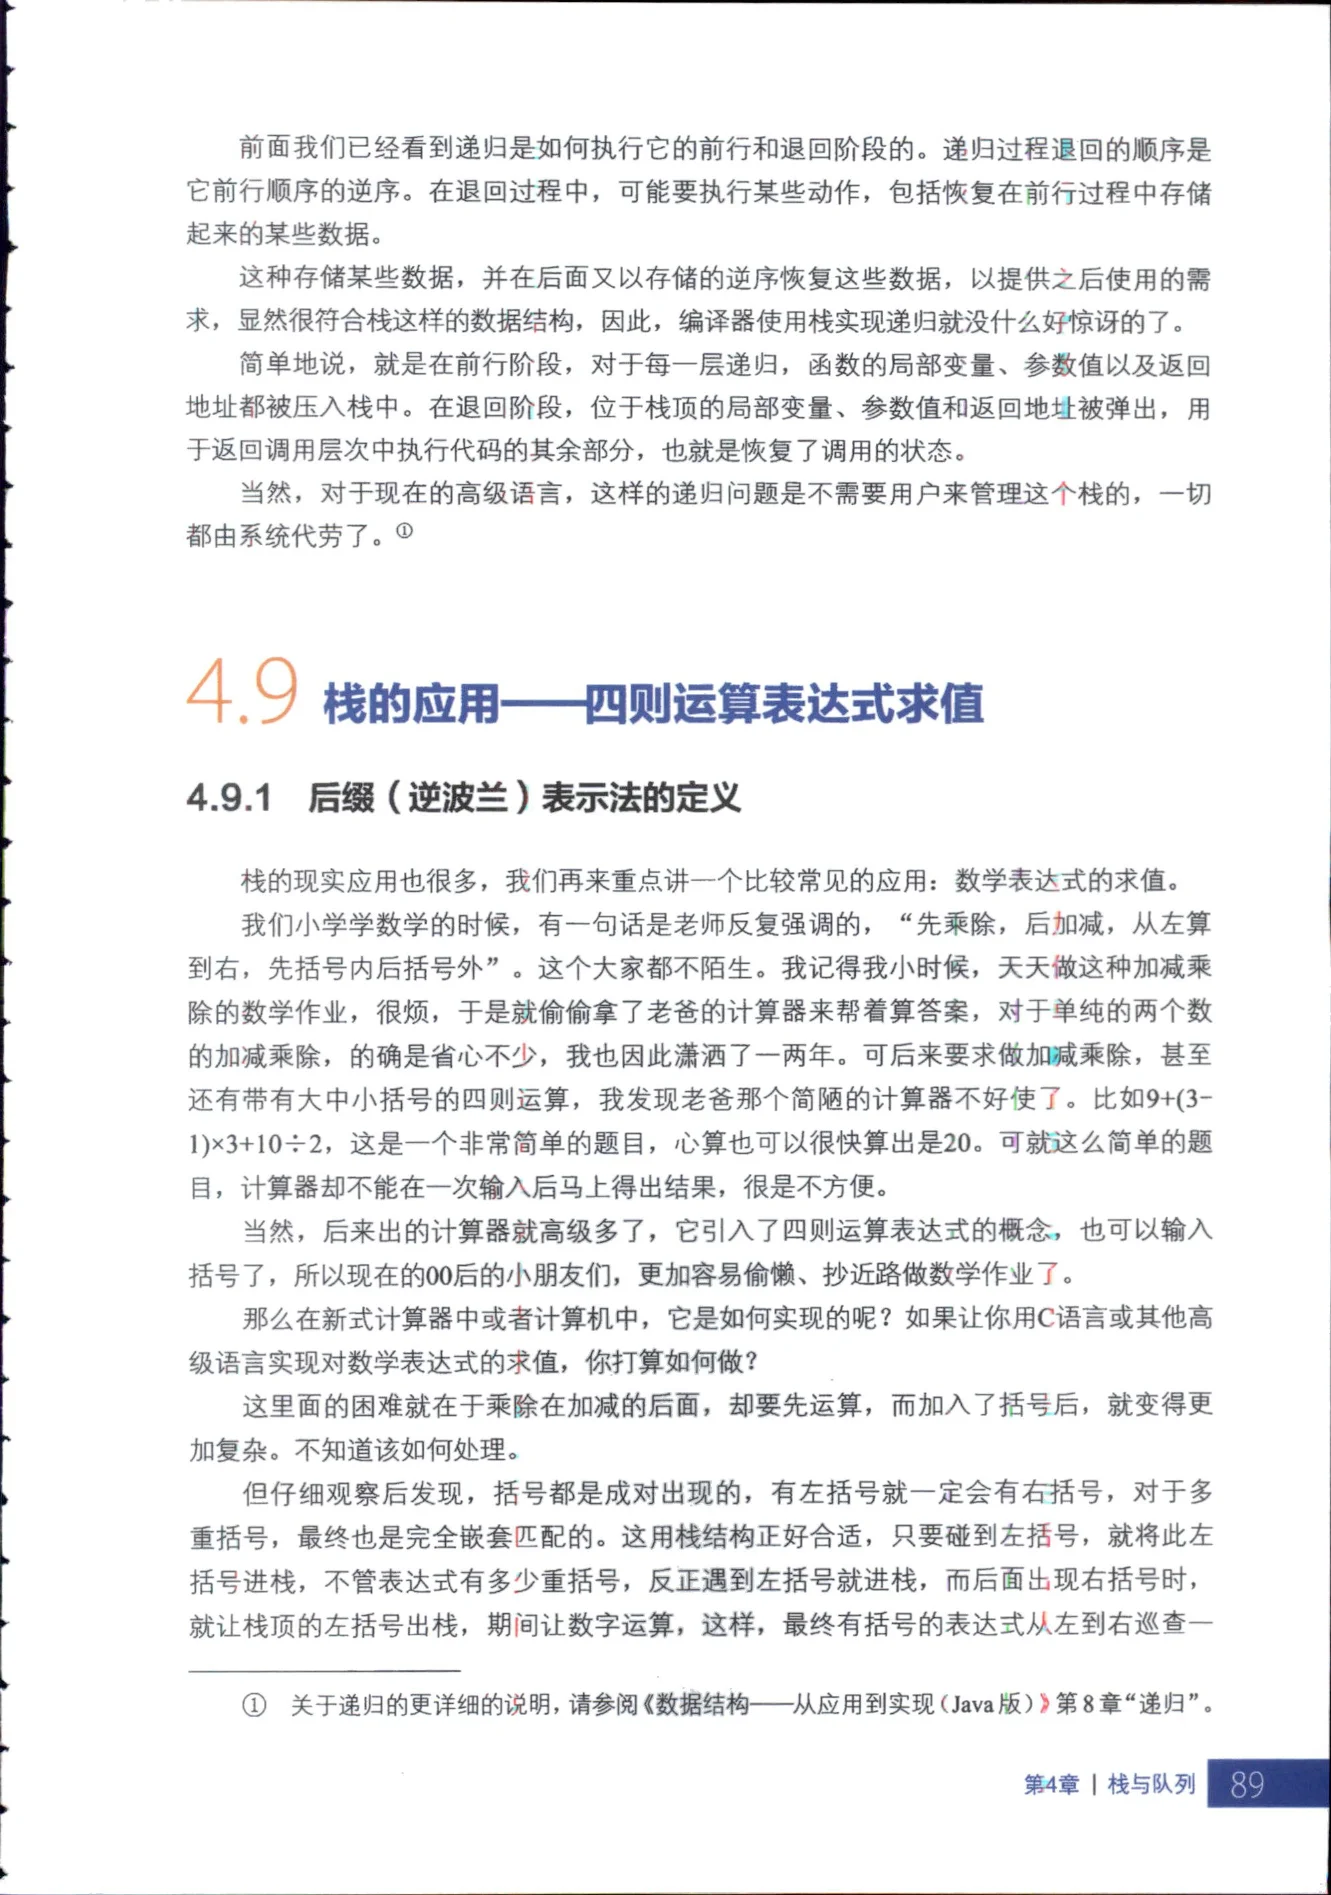 前面我们已经看到递归是如何执行它的前行和退回阶段的。递归过程退回的顺序是
它前行顺序的逆序。在退回过程中，可能要执行某些动作，包括恢复在前行过程中存储
起来的某些数据。
这种存储某些数据，并在后面又以存储的逆序恢复这些数据，以提供之后使用的需
求，显然很符合栈这样的数据结构，因此，编译器使用栈实现递归就没什么好惊讶的了。
简单地说，就是在前行阶段，对于每一层递归，函数的局部变量、参数值以及返回
地址都被压入栈中。在退回阶段，位于栈顶的局部变量、参数值和返回地址被弹出，用
于返回调用层次中执行代码的其余部分，也就是恢复了调用的状态。
当然，对于现在的高级语言，这样的递归问题是不需要用户来管理这个栈的，一切
都由系统代劳了。①
4.9 栈的应用——四则运算表达式求值
4.9.1 后缀（逆波兰）表示法的定义
栈的现实应用也很多，我们再来重点讲一个比较常见的应用：数学表达式的求值。
我们小学学数学的时候，有一句话是老师反复强调的，“先乘除，后加减，从左算
到右，先括号内后括号外”。这个大家都不陌生。我记得我小时候，天天做这种加减乘
除的数学作业，很烦，于是就偷偷拿了老爸的计算器来帮着算答案，对于单纯的两个数
的加减乘除，的确是省心不少，我也因此潇洒了一两年。可后来要求做加减乘除，甚至
还有带有大中小括号的四则运算，我发现老爸那个简陋的计算器不好使了。比如9+(3-
1)×3+10÷2，这是一个非常简单的题目，心算也可以很快算出是20。可就这么简单的题
目，计算器却不能在一次输入后马上得出结果，很是不方便。
当然，后来出的计算器就高级多了，它引入了四则运算表达式的概念，也可以输入
括号了，所以现在的00后的小朋友们，更加容易偷懒、抄近路做数学作业了。
那么在新式计算器中或者计算机中，它是如何实现的呢？如果让你用C语言或其他高
级语言实现对数学表达式的求值，你打算如何做？
这里面的困难就在于乘除在加减的后面，却要先运算，而加入了括号后，就变得更
加复杂。不知道该如何处理。
但仔细观察后发现，括号都是成对出现的，有左括号就一定会有右括号，对于多
重括号，最终也是完全嵌套匹配的。这用栈结构正好合适，只要碰到左括号，就将此左
括号进栈，不管表达式有多少重括号，反正遇到左括号就进栈，而后面出现右括号时，
就让栈顶的左括号出栈，期间让数字运算，这样，最终有括号的表达式从左到右巡查一
① 关于递归的更详细的说明，请参阅《数据结构——从应用到实现（Java版）》第8章“递归”。
第4章 | 栈与队列 89